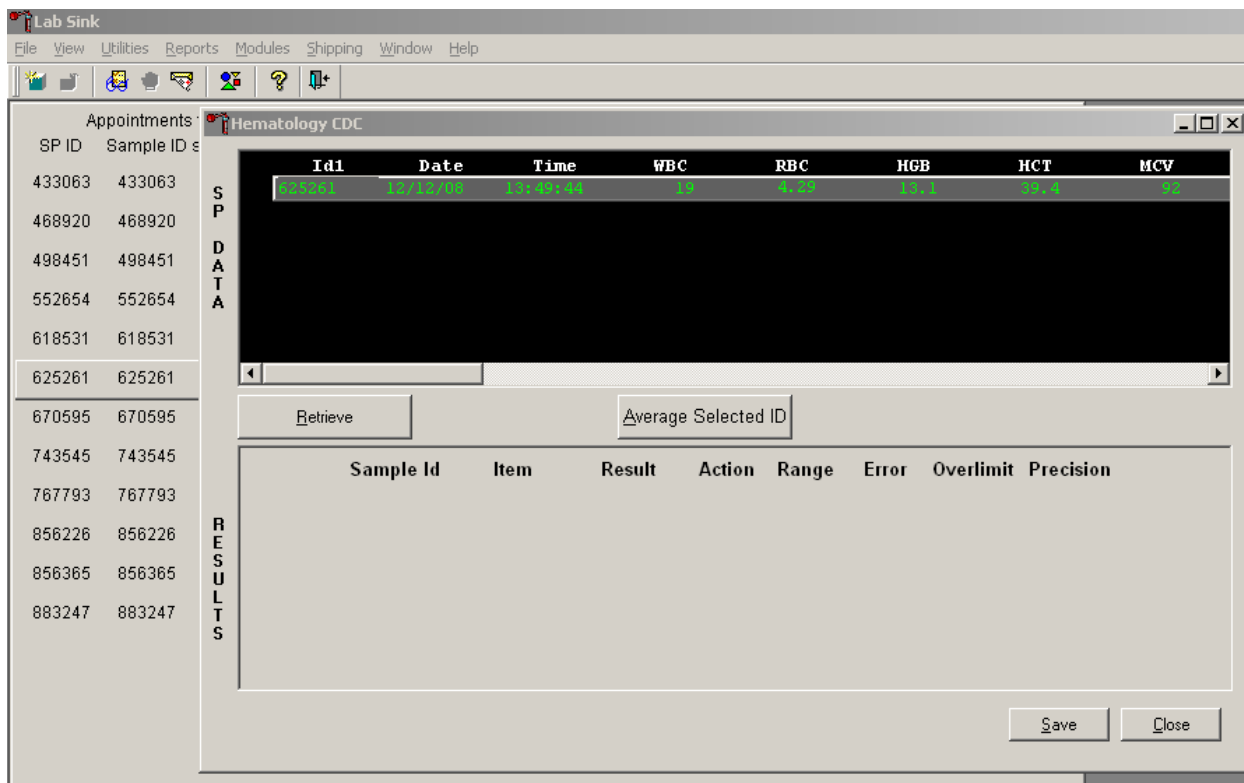 Lab Sink
File View Utilities Reports Modules Shipping Window Help
Appointments
SP ID Sample ID s
433063 433063
468920 468920
498451 498451
552654 552654
618531 618531
625261 625261
670595 670595
743545 743545
767793 767793
856226 856226
856365 856365
883247 883247
Hematology CDC
SP DATA
Id1 Date Time WBC RBC HGB HCT MCV
625261 12/12/08 13:49:44 19 4.29 13.1 39.4 92
Retrieve Average Selected ID
RESULTS
Sample Id Item Result Action Range Error Overlimit Precision
Save Close